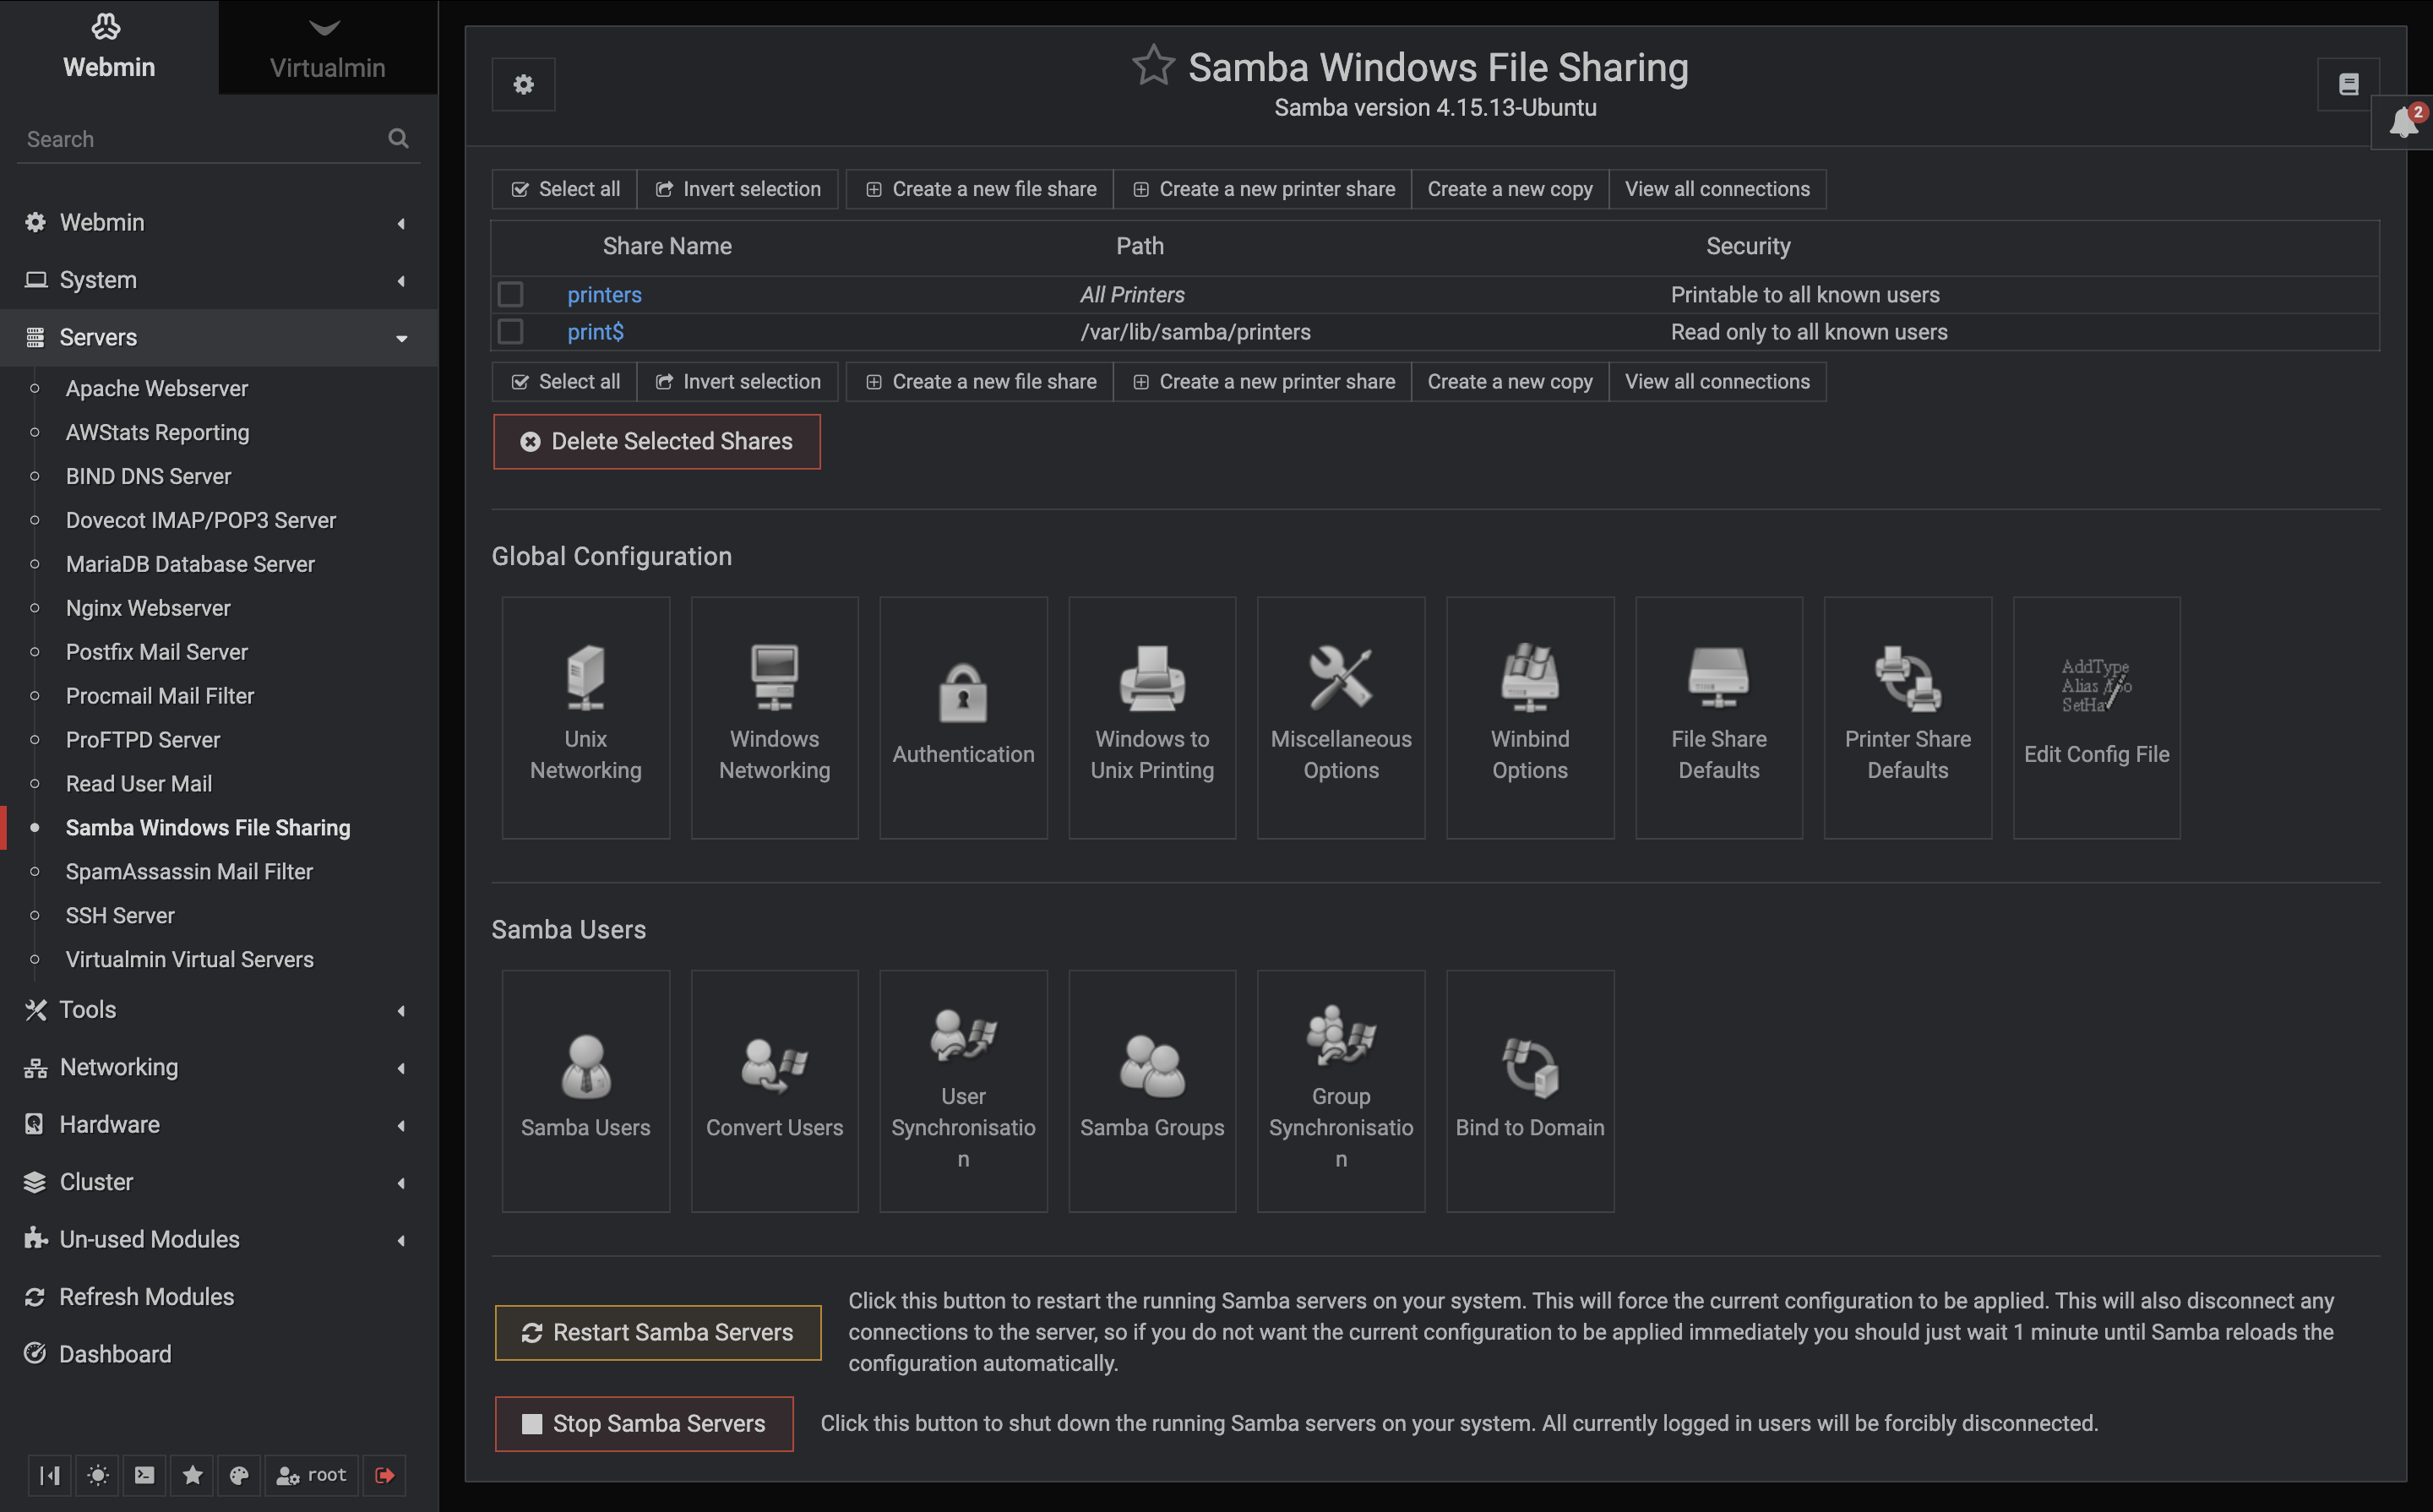 Webmin
Virtualmin
Search
Webmin
System
Servers
Apache Webserver
AWStats Reporting
BIND DNS Server
Dovecot IMAP/POP3 Server
MariaDB Database Server
Nginx Webserver
Postfix Mail Server
Procmail Mail Filter
ProFTPD Server
Read User Mail
Samba Windows File Sharing
SpamAssassin Mail Filter
SSH Server
Virtualmin Virtual Servers
Tools
Networking
Hardware
Cluster
Un-used Modules
Refresh Modules
Dashboard
root
Samba Windows File Sharing
Samba version 4.15.13-Ubuntu
2
Select all Invert selection Create a new file share Create a new printer share Create a new copy View all connections
Share Name Path Security
printers All Printers Printable to all known users
print$ /var/lib/samba/printers Read only to all known users
Select all Invert selection Create a new file share Create a new printer share Create a new copy View all connections
Delete Selected Shares
Global Configuration
Unix
Networking
Windows
Networking
Authentication
Windows to
Unix Printing
Miscellaneous
Options
Winbind
Options
File Share
Defaults
Printer Share
Defaults
AddType
Alias
SetHa
Edit Config File
Samba Users
Samba Users
Convert Users
User
Synchronisatio
n
Samba Groups
Group
Synchronisatio
n
Bind to Domain
Restart Samba Servers
Click this button to restart the running Samba servers on your system. This will force the current configuration to be applied. This will also disconnect any
connections to the server, so if you do not want the current configuration to be applied immediately you should just wait 1 minute until Samba reloads the
configuration automatically.
Stop Samba Servers
Click this button to shut down the running Samba servers on your system. All currently logged in users will be forcibly disconnected.